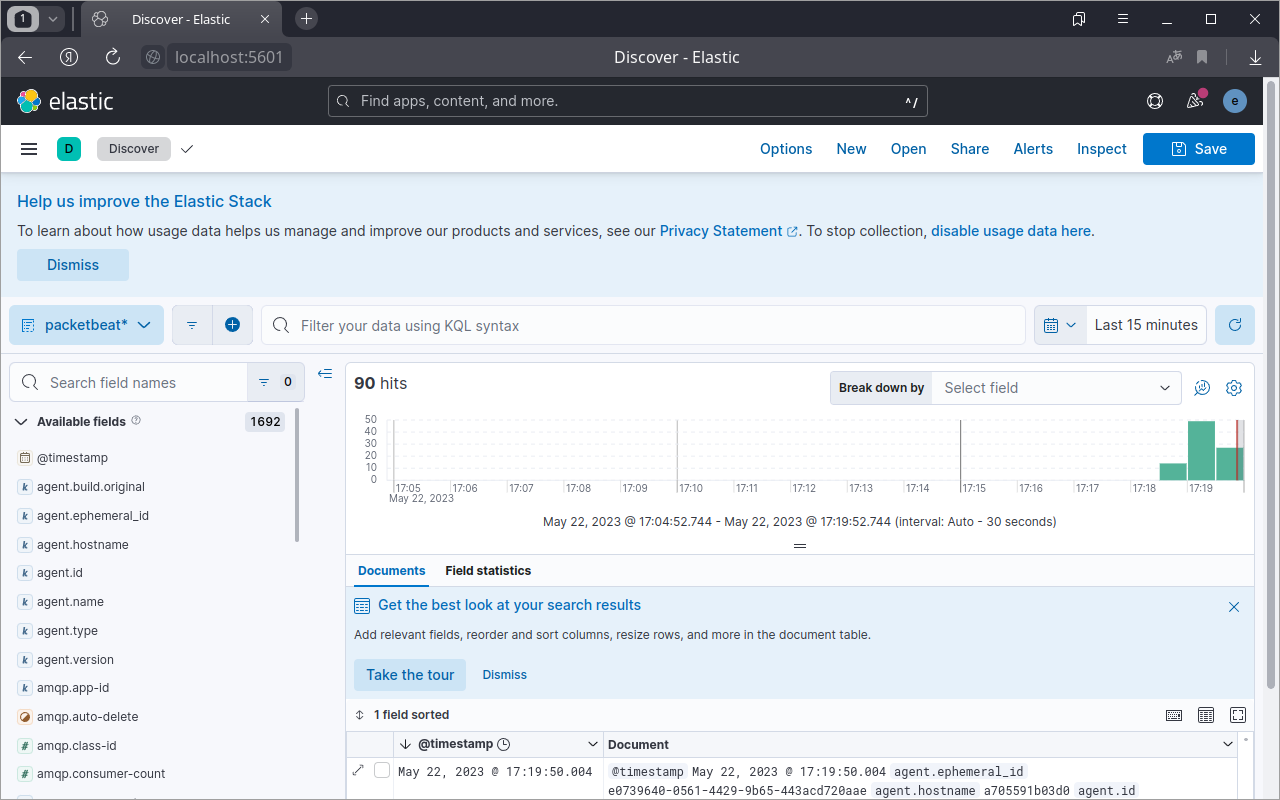 1
Discover - Elastic
localhost:5601
Discover - Elastic
elastic
Find apps, content, and more.
^/
e
D
Discover
Options
New
Open
Share
Alerts
Inspect
Save
Help us improve the Elastic Stack
To learn about how usage data helps us manage and improve our products and services, see our Privacy Statement. To stop collection, disable usage data here.
Dismiss
packetbeat*
Filter your data using KQL syntax
Last 15 minutes
Search field names
0
Available fields
1692
@timestamp
agent.build.original
agent.ephemeral_id
agent.hostname
agent.id
agent.name
agent.type
agent.version
amqp.app-id
amqp.auto-delete
amqp.class-id
amqp.consumer-count
90 hits
Break down by
Select field
50
40
30
20
10
0
17:05 17:06 17:07 17:08 17:09 17:10 17:11 17:12 17:13 17:14 17:15 17:16 17:17 17:18 17:19
May 22, 2023
May 22, 2023 @ 17:04:52.744 - May 22, 2023 @ 17:19:52.744 (interval: Auto - 30 seconds)
Documents
Field statistics
Get the best look at your search results
Add relevant fields, reorder and sort columns, resize rows, and more in the document table.
Take the tour
Dismiss
1 field sorted
@timestamp
Document
May 22, 2023 @ 17:19:50.004
@timestamp May 22, 2023 @ 17:19:50.004 agent.ephemeral_id
e0739640-0561-4429-9b65-443acd720aae agent.hostname a705591b03d0 agent.id